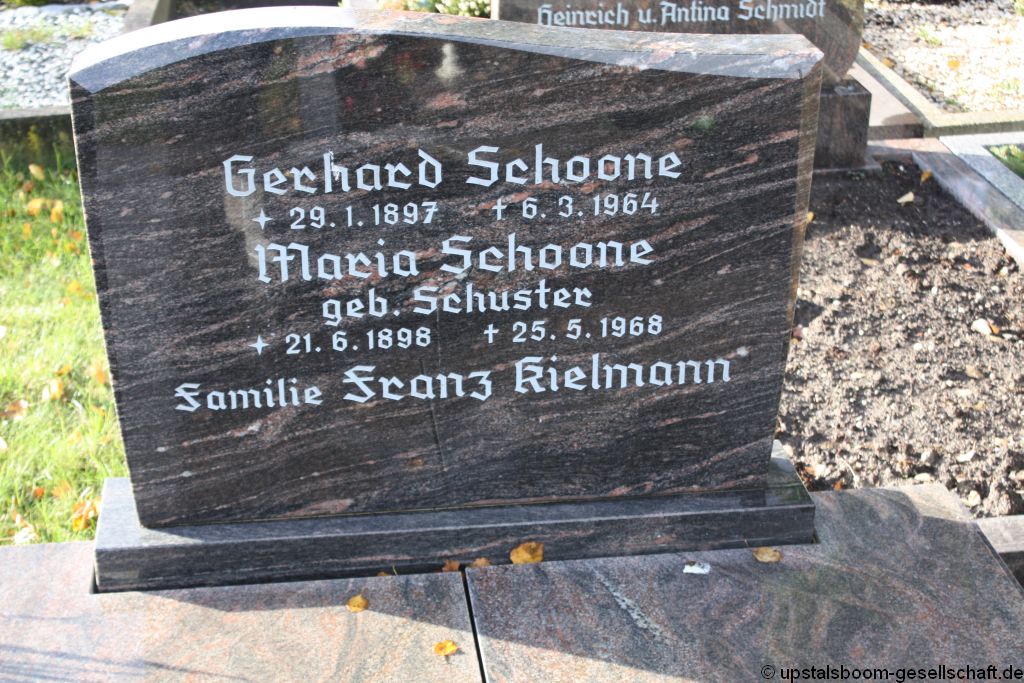 Heinrich u. Antina Schmidt
Gerhard Schoone
✦ 29. 1. 1897 † 6. 3. 1964
Maria Schoone
geb. Schuster
✦ 21. 6. 1898 † 25. 5. 1968
Familie Franz Kielmann
© upstalsboom-gesellschaft.de